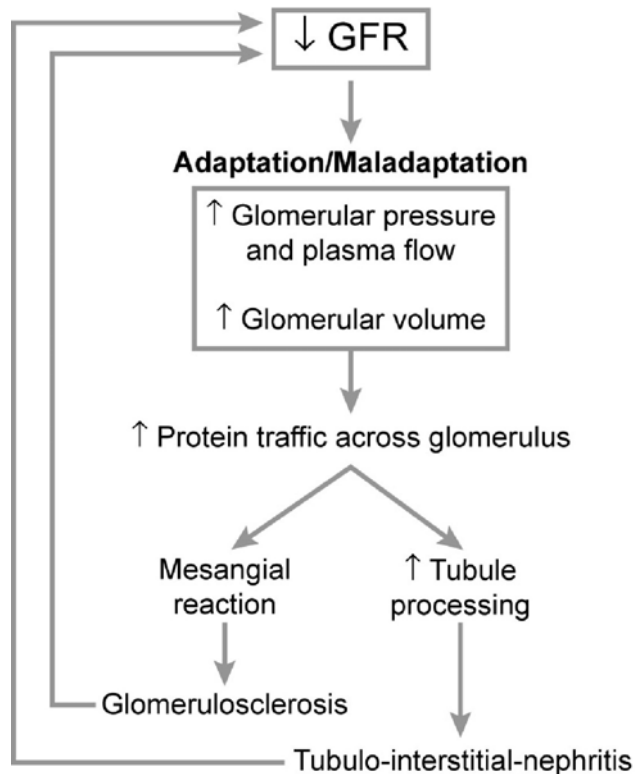 ↓ GFR
Adaptation/Maladaptation
↑ Glomerular pressure
and plasma flow
↑ Glomerular volume
↑ Protein traffic across glomerulus
Mesangial
reaction
↑ Tubule
processing
Glomerulosclerosis
Tubulo-interstitial-nephritis